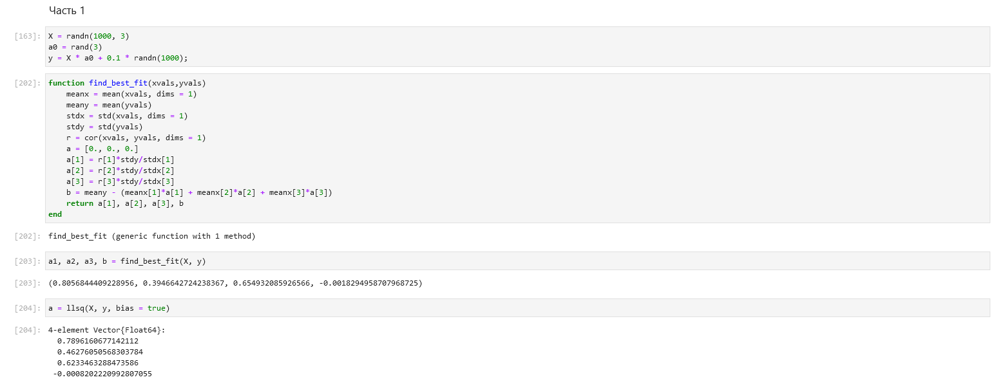 Часть 1
[163]: X = randn(1000, 3)
a0 = rand(3)
y = X * a0 + 0.1 * randn(1000);
[202]: function find_best_fit(xvals,yvals)
    meanx = mean(xvals, dims = 1)
    meany = mean(yvals)
    stdx = std(xvals, dims = 1)
    stdy = std(yvals)
    r = cor(xvals, yvals, dims = 1)
    a = [0., 0., 0.]
    a[1] = r[1]*stdy/stdx[1]
    a[2] = r[2]*stdy/stdx[2]
    a[3] = r[3]*stdy/stdx[3]
    b = meany - (meanx[1]*a[1] + meanx[2]*a[2] + meanx[3]*a[3])
    return a[1], a[2], a[3], b
end
[202]: find_best_fit (generic function with 1 method)
[203]: a1, a2, a3, b = find_best_fit(X, y)
[203]: (0.8056844409228956, 0.3946642724238367, 0.654932085926566, -0.0018294958707968725)
[204]: a = llsq(X, y, bias = true)
[204]: 4-element Vector{Float64}:
  0.7896160677142112
  0.46276050568303784
  0.6233463288473586
 -0.0008202220992807055